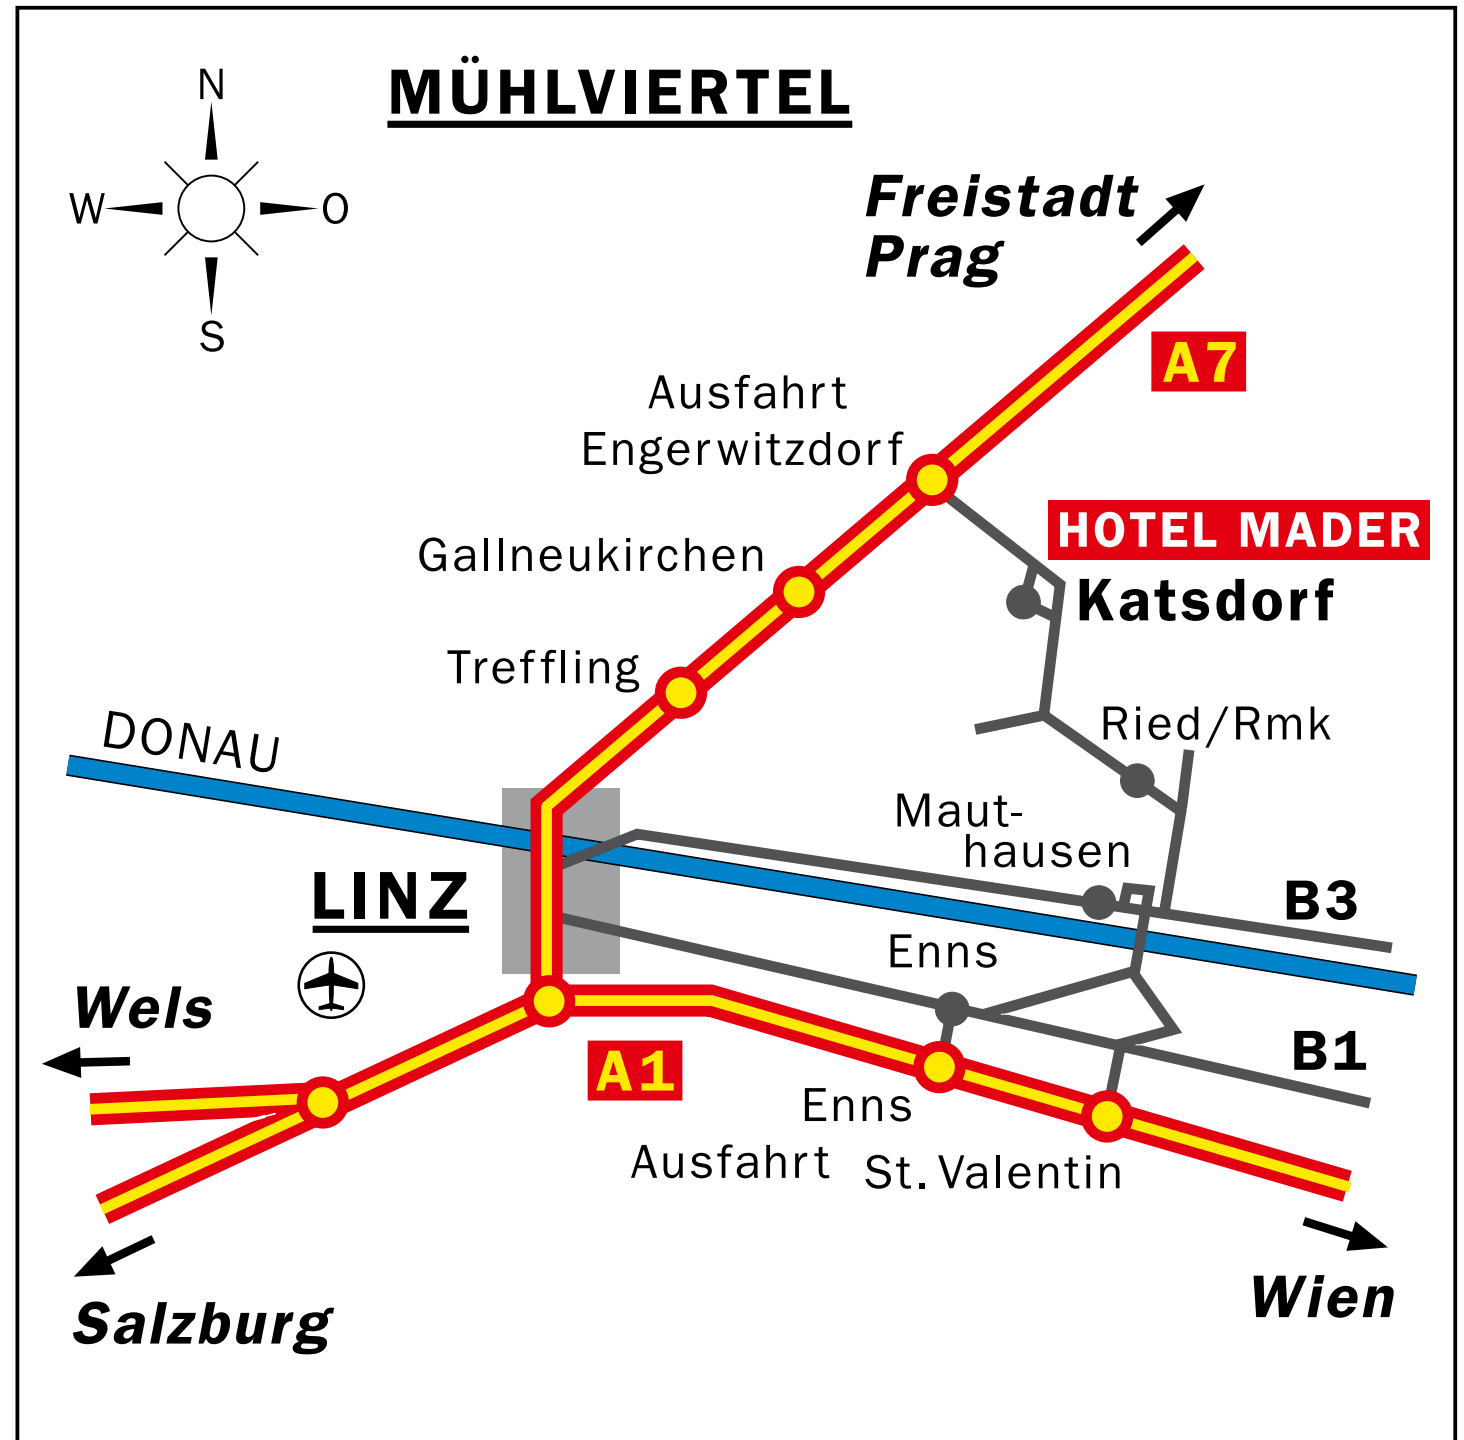 MÜHLVIERTEL
N
W
O
S
Freistadt
Prag
A7
Ausfahrt
Engerwitzdorf
HOTEL MADER
Katsdorf
Gallneukirchen
Treffling
DONAU
Ried/Rmk
Maut-
hausen
LINZ
B3
Enns
Wels
B1
A1
Enns
Ausfahrt St. Valentin
Wien
Salzburg